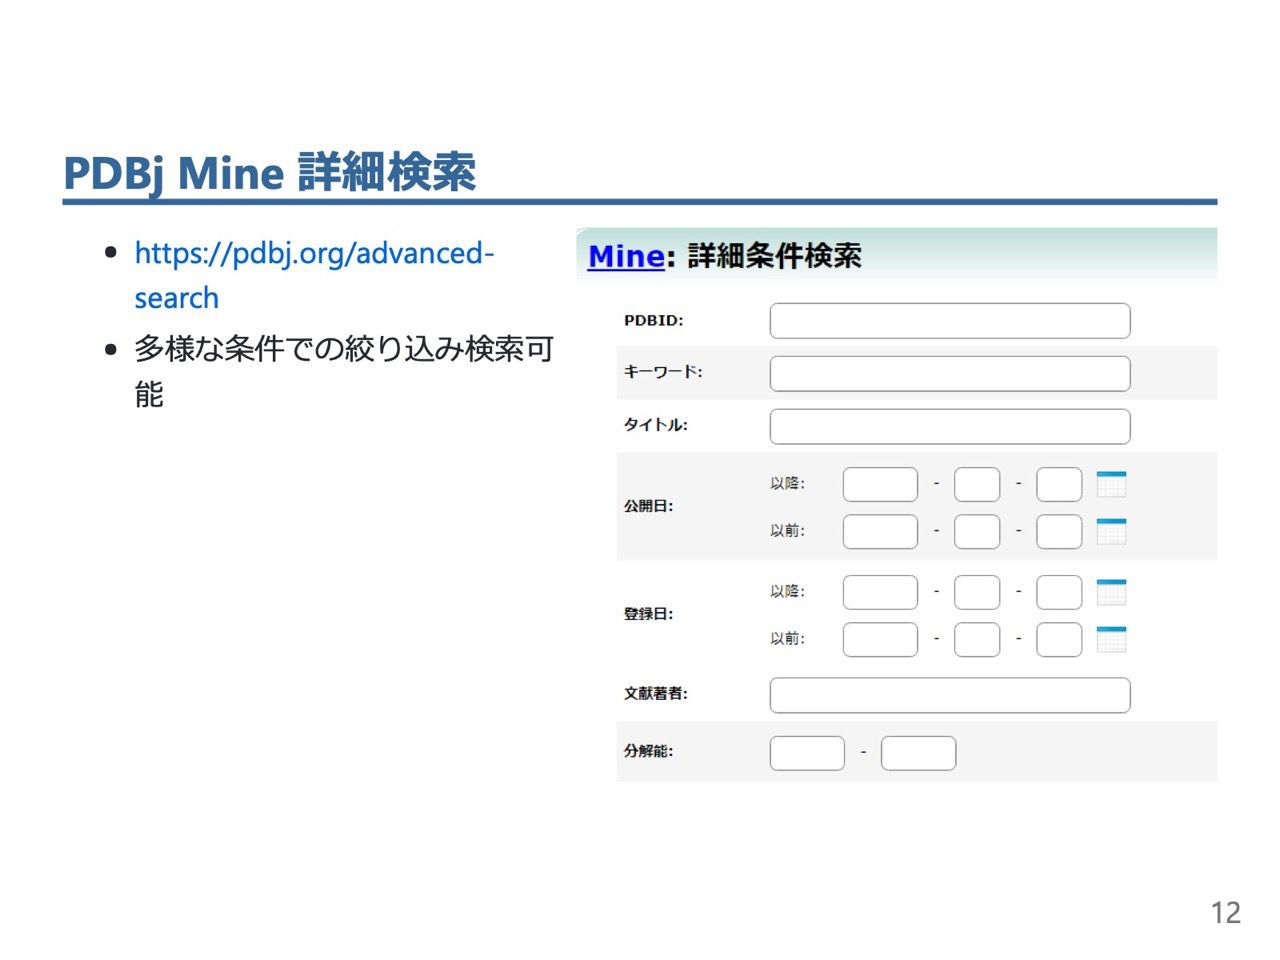 PDBj Mine 詳細検索
https://pdbj.org/advanced-
search
多様な条件での絞り込み検索可
能
Mine: 詳細条件検索
PDBID:
キーワード:
タイトル:
公開日:
以降: - -
以前: - -
登録日:
以降: - -
以前: - -
文献著者:
分解能: -
12